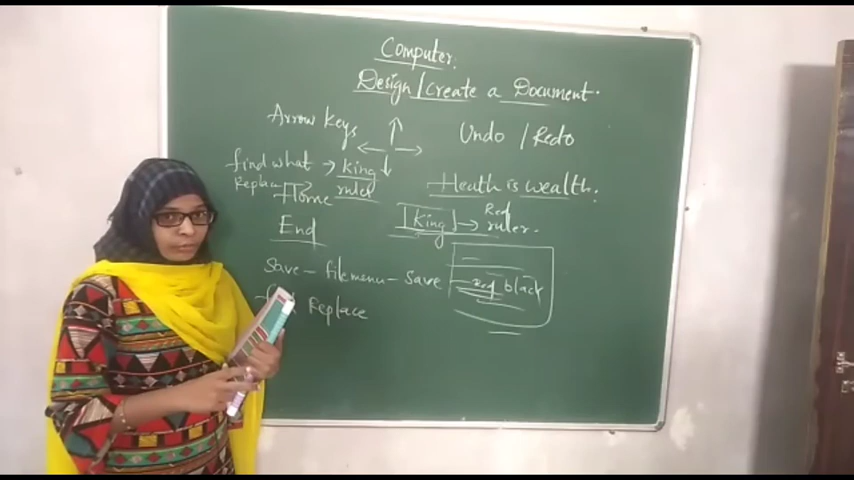 Computer.
Design/Create a Document.
Arrow keys
Undo / Redo
find what → king
Replace ruler
Home
Heath is wealth.
End
King → Red ruler.
Save - file menu - Save
Red black
Replace